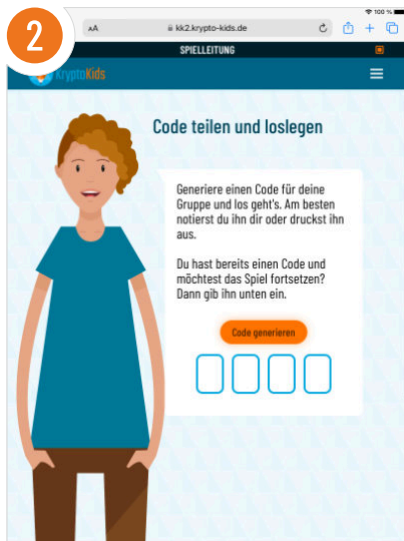 2
100 %
AA
kk2.krypto-kids.de
SPIELLEITUNG
KryptoKids
Code teilen und loslegen
Generiere einen Code für deine
Gruppe und los geht's. Am besten
notierst du ihn dir oder druckst ihn
aus.
Du hast bereits einen Code und
möchtest das Spiel fortsetzen?
Dann gib ihn unten ein.
Code generieren